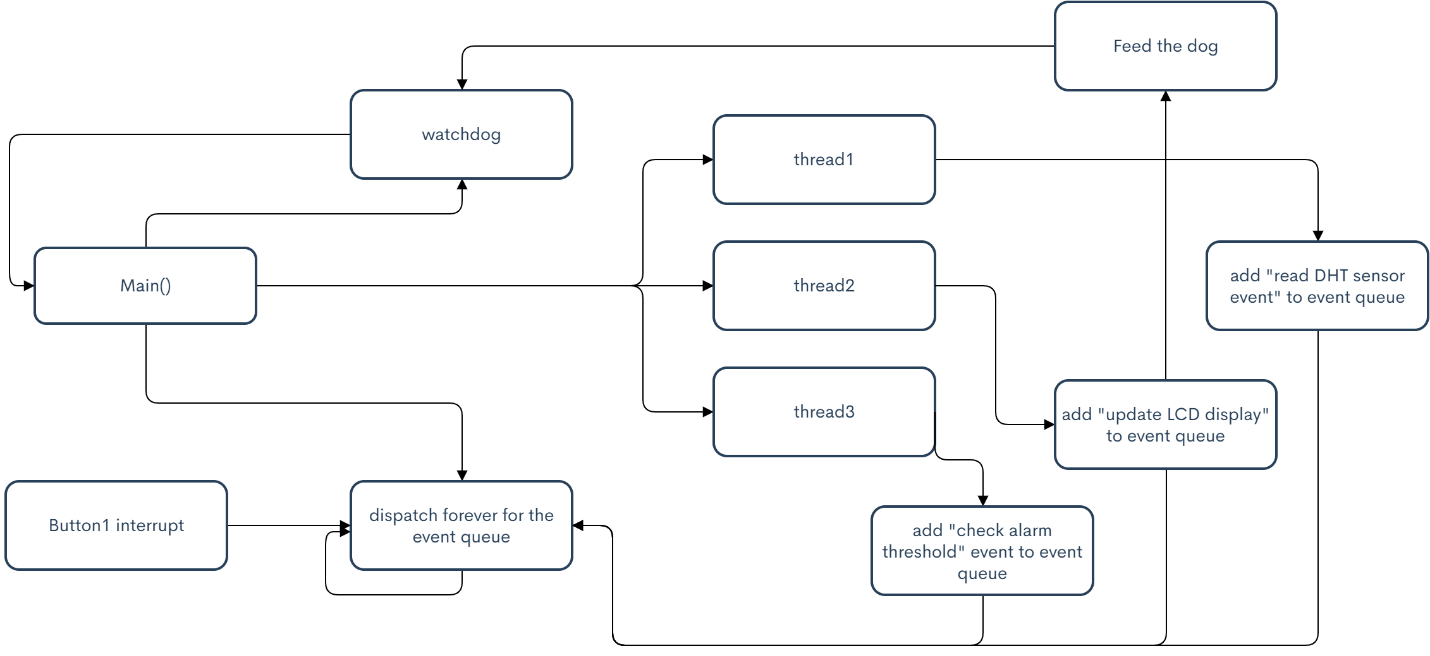 Feed the dog
watchdog
thread1
Main()
thread2
add "read DHT sensor
event" to event queue
thread3
add "update LCD display"
to event queue
Button1 interrupt
dispatch forever for the
event queue
add "check alarm
threshold" event to event
queue